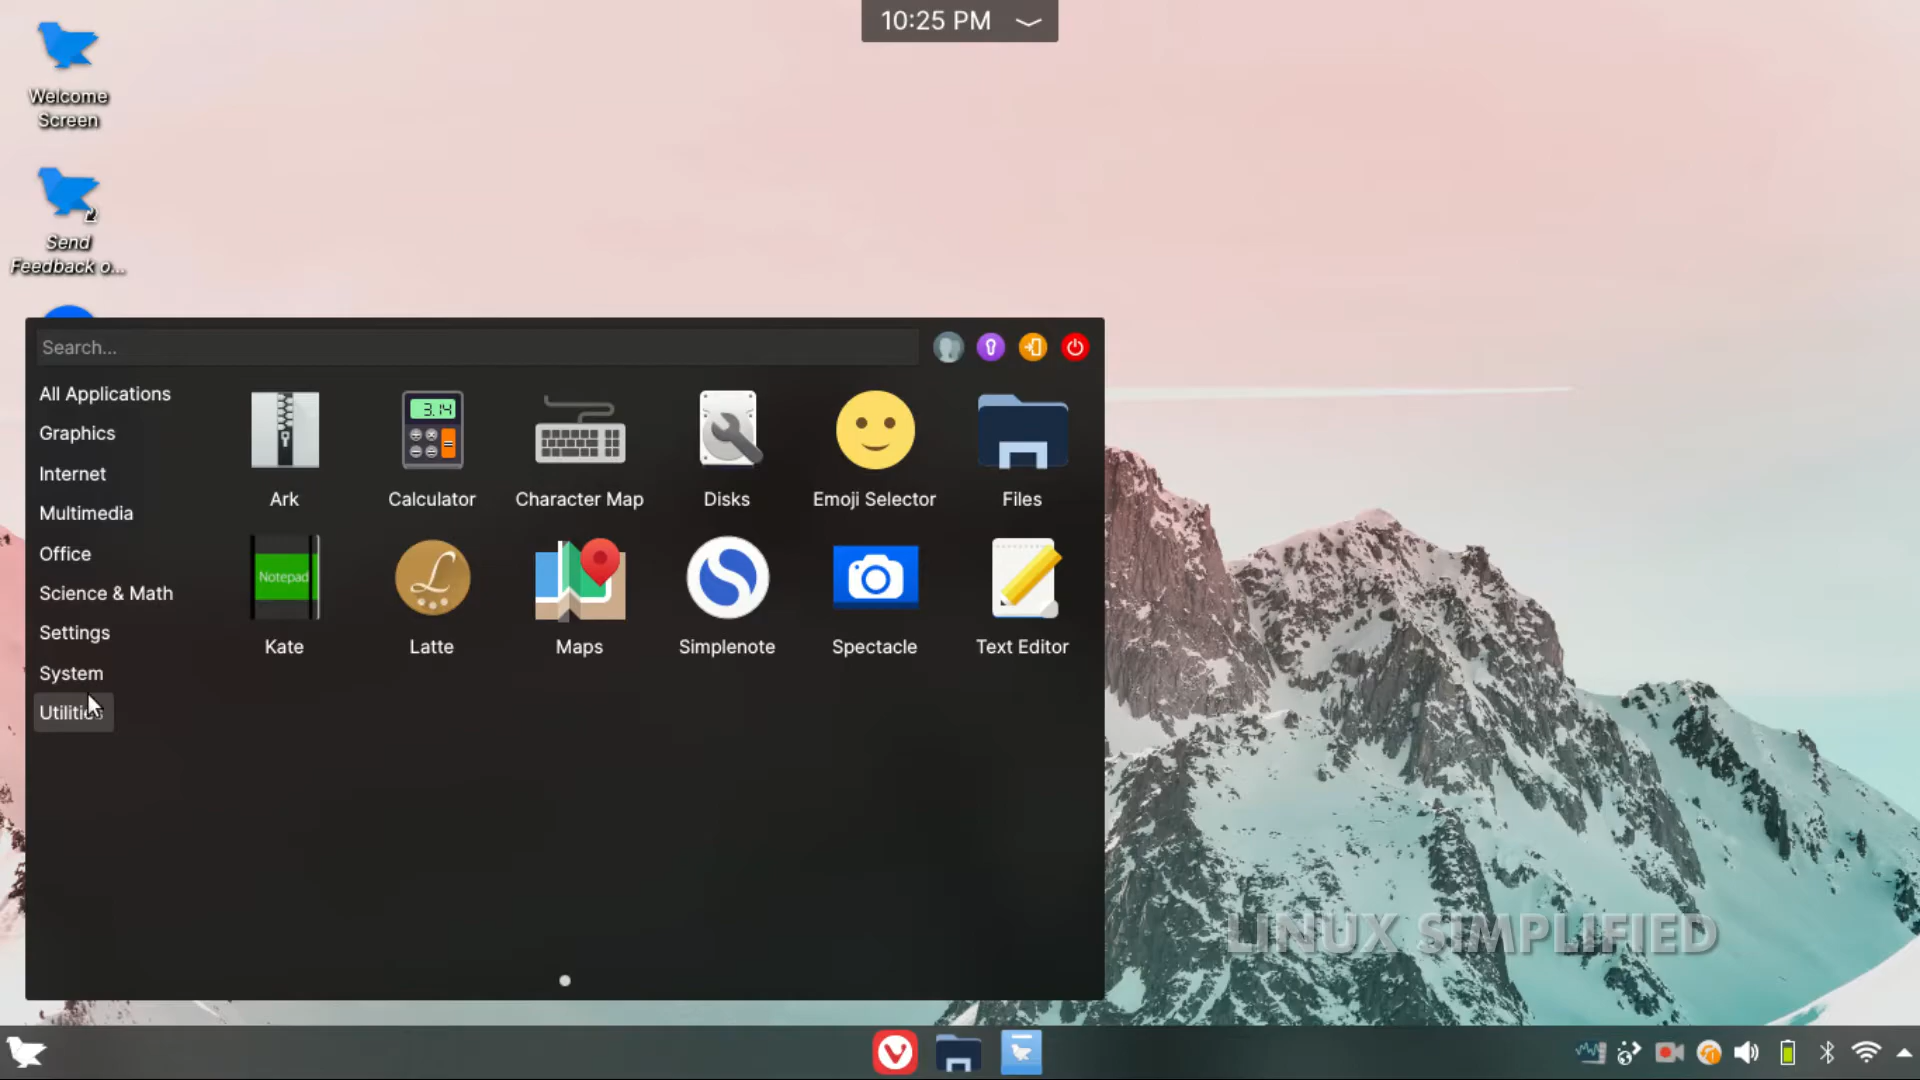 10:25 PM
Welcome
Screen
Send
Feedback o...
Search...
All Applications
Graphics
Internet
Multimedia
Office
Science & Math
Settings
System
Utilities
3.14
Ark
Calculator
Character Map
Disks
Emoji Selector
Files
Notepad
Kate
Latte
Maps
Simplenote
Spectacle
Text Editor
LINUX SIMPLIFIED